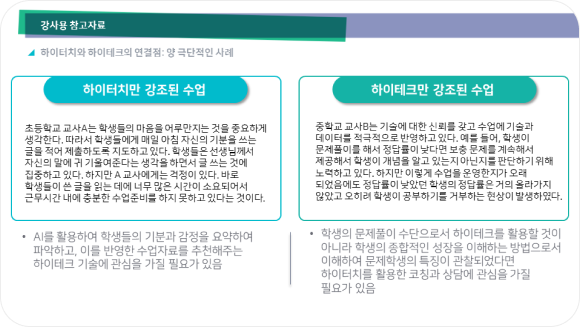 강사용 참고자료
하이터치와 하이테크의 연결점: 양 극단적인 사례
하이터치만 강조된 수업
초등학교 교사A는 학생들의 마음을 어루만지는 것을 중요하게
생각한다. 따라서 학생들에게 매일 아침 자신의 기분을 쓰는
글을 적어 제출하도록 지도하고 있다. 학생들은 선생님께서
자신의 말에 귀 기울여준다는 생각을 하면서 글 쓰는 것에
집중하고 있다. 하지만 A 교사에게는 걱정이 있다. 바로
학생들이 쓴 글을 읽는 데에 너무 많은 시간이 소요되어서
근무시간 내에 충분한 수업준비를 하지 못하고 있다는 것이다.
• AI를 활용하여 학생들의 기분과 감정을 요약하여
파악하고, 이를 반영한 수업자료를 추천해주는
하이테크 기술에 관심을 가질 필요가 있음
하이테크만 강조된 수업
중학교 교사B는 기술에 대한 신뢰를 갖고 수업에 기술과
데이터를 적극적으로 반영하고 있다. 예를 들어, 학생이
문제풀이를 해서 정답률이 낮다면 보충 문제를 계속해서
제공해서 학생이 개념을 알고 있는지 아닌지를 판단하기 위해
노력하고 있다. 하지만 이렇게 수업을 운영한지가 오래
되었음에도 정답률이 낮았던 학생의 정답률은 거의 올라가지
않았고 오히려 학생이 공부하기를 거부하는 현상이 발생하였다.
• 학생의 문제풀이 수단으로서 하이테크를 활용할 것이
아니라 학생의 종합적인 성장을 이해하는 방법으로서
이해하여 문제학생의 특징이 관찰되었다면
하이터치를 활용한 코칭과 상담에 관심을 가질
필요가 있음